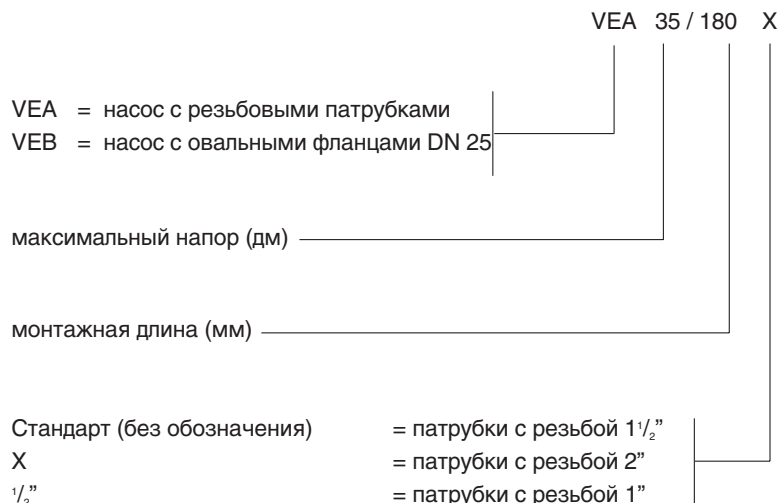 VEA 35 / 180 X
VEA = насос с резьбовыми патрубками
VEB = насос с овальными фланцами DN 25
максимальный напор (дм)
монтажная длина (мм)
Стандарт (без обозначения) = патрубки с резьбой 1¹/₂”
X = патрубки с резьбой 2”
¹/₂” = патрубки с резьбой 1”